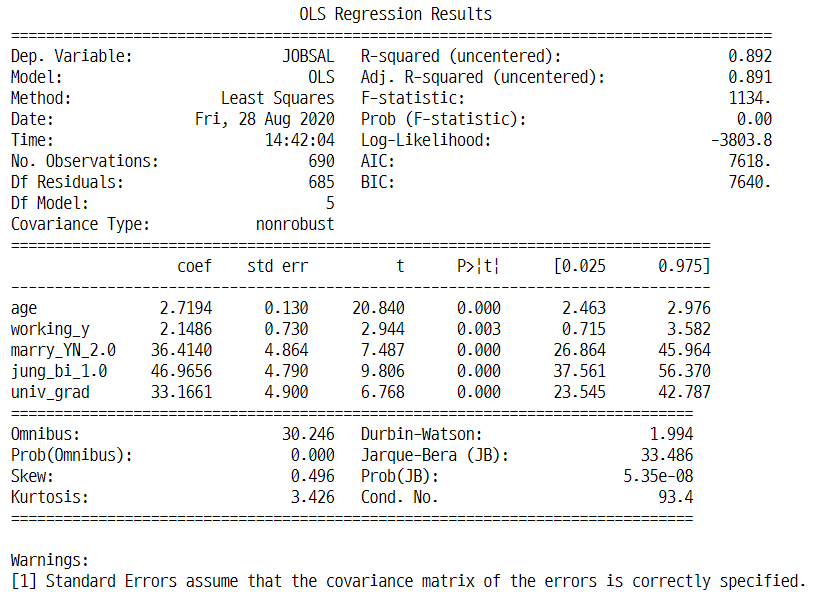 OLS Regression Results
=======================================================================================
Dep. Variable:                 JOBSAL   R-squared (uncentered):                   0.892
Model:                            OLS   Adj. R-squared (uncentered):              0.891
Method:                 Least Squares   F-statistic:                              1134.
Date:                Fri, 28 Aug 2020   Prob (F-statistic):                        0.00
Time:                        14:42:04   Log-Likelihood:                         -3803.8
No. Observations:                 690   AIC:                                      7618.
Df Residuals:                     685   BIC:                                      7640.
Df Model:                           5
Covariance Type:            nonrobust
================================================================================
                   coef    std err          t      P>¦t¦      [0.025      0.975]
--------------------------------------------------------------------------------
age              2.7194      0.130     20.840      0.000       2.463       2.976
working_y        2.1486      0.730      2.944      0.003       0.715       3.582
marry_YN_2.0    36.4140      4.864      7.487      0.000      26.864      45.964
jung_bi_1.0     46.9656      4.790      9.806      0.000      37.561      56.370
univ_grad       33.1661      4.900      6.768      0.000      23.545      42.787
==============================================================================
Omnibus:                       30.246   Durbin-Watson:                   1.994
Prob(Omnibus):                  0.000   Jarque-Bera (JB):               33.486
Skew:                           0.496   Prob(JB):                     5.35e-08
Kurtosis:                       3.426   Cond. No.                         93.4
==============================================================================

Warnings:
[1] Standard Errors assume that the covariance matrix of the errors is correctly specified.